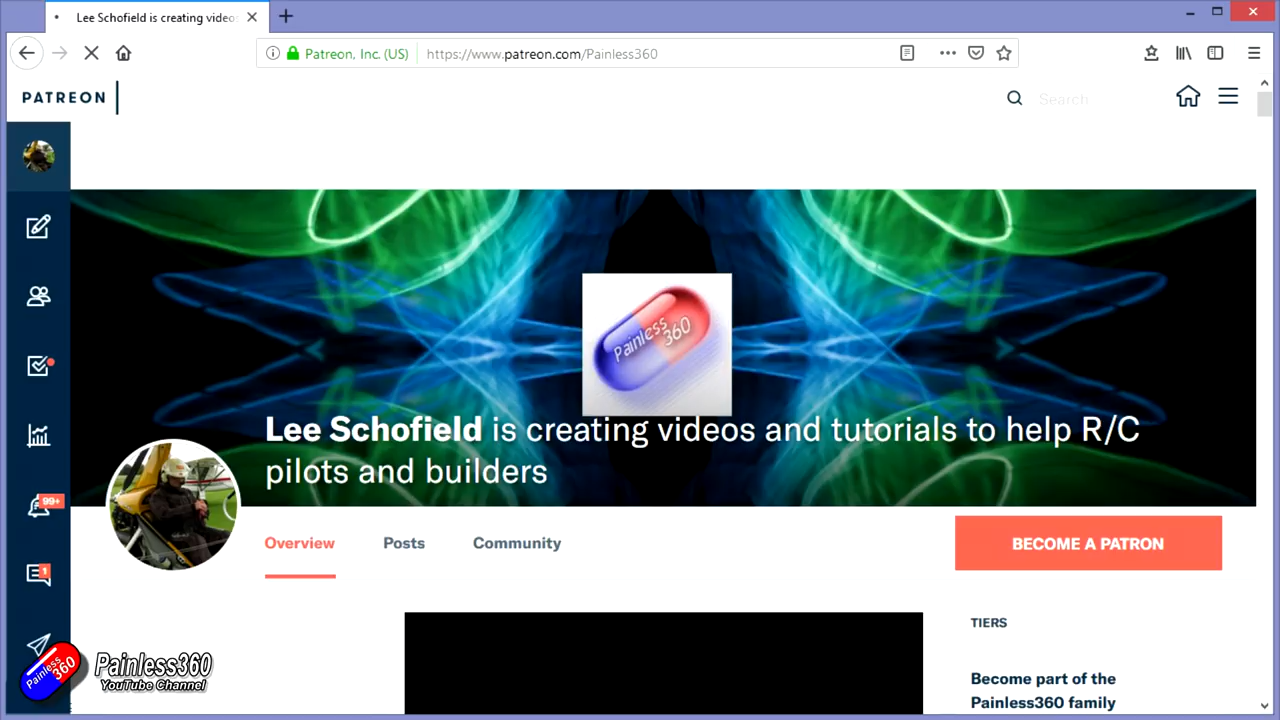 Lee Schofield is creating videos
Patreon, Inc. (US)
https://www.patreon.com/Painless360
PATREON
Search
Painless
360
Lee Schofield is creating videos and tutorials to help R/C
pilots and builders
99+
Overview
Posts
Community
BECOME A PATRON
1
TIERS
Become part of the
Painless360 family
Painless
360
Painless360
YouTube Channel